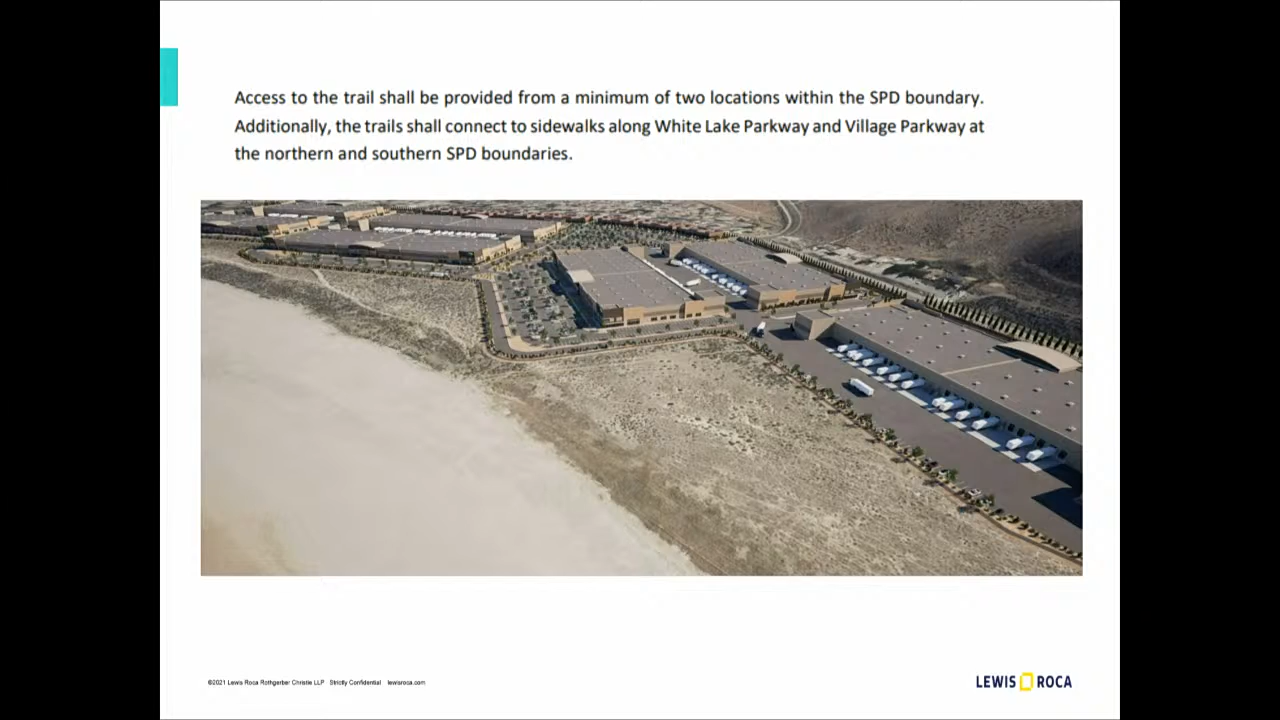 Access to the trail shall be provided from a minimum of two locations within the SPD boundary.
Additionally, the trails shall connect to sidewalks along White Lake Parkway and Village Parkway at
the northern and southern SPD boundaries.
©2021 Lewis Roca Rothgerber Christie LLP Strictly Confidential lewisroca.com
LEWIS ROCA